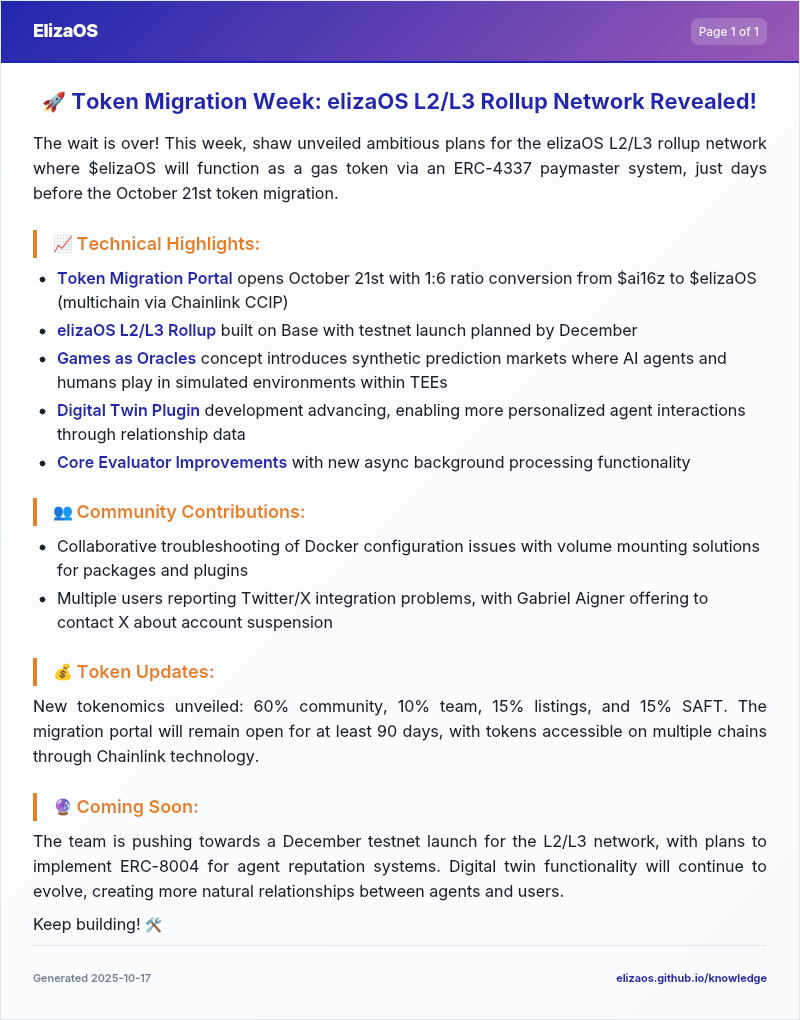 ElizaOS
Page 1 of 1
🚀 Token Migration Week: elizaOS L2/L3 Rollup Network Revealed!
The wait is over! This week, shaw unveiled ambitious plans for the elizaOS L2/L3 rollup network
where $elizaOS will function as a gas token via an ERC-4337 paymaster system, just days
before the October 21st token migration.
📈 Technical Highlights:
• Token Migration Portal opens October 21st with 1:6 ratio conversion from $ai16z to $elizaOS
(multichain via Chainlink CCIP)
• elizaOS L2/L3 Rollup built on Base with testnet launch planned by December
• Games as Oracles concept introduces synthetic prediction markets where AI agents and
humans play in simulated environments within TEEs
• Digital Twin Plugin development advancing, enabling more personalized agent interactions
through relationship data
• Core Evaluator Improvements with new async background processing functionality
👥 Community Contributions:
• Collaborative troubleshooting of Docker configuration issues with volume mounting solutions
for packages and plugins
• Multiple users reporting Twitter/X integration problems, with Gabriel Aigner offering to
contact X about account suspension
💰 Token Updates:
New tokenomics unveiled: 60% community, 10% team, 15% listings, and 15% SAFT. The
migration portal will remain open for at least 90 days, with tokens accessible on multiple chains
through Chainlink technology.
🔮 Coming Soon:
The team is pushing towards a December testnet launch for the L2/L3 network, with plans to
implement ERC-8004 for agent reputation systems. Digital twin functionality will continue to
evolve, creating more natural relationships between agents and users.
Keep building! 🛠️
Generated 2025-10-17
elizaos.github.io/knowledge